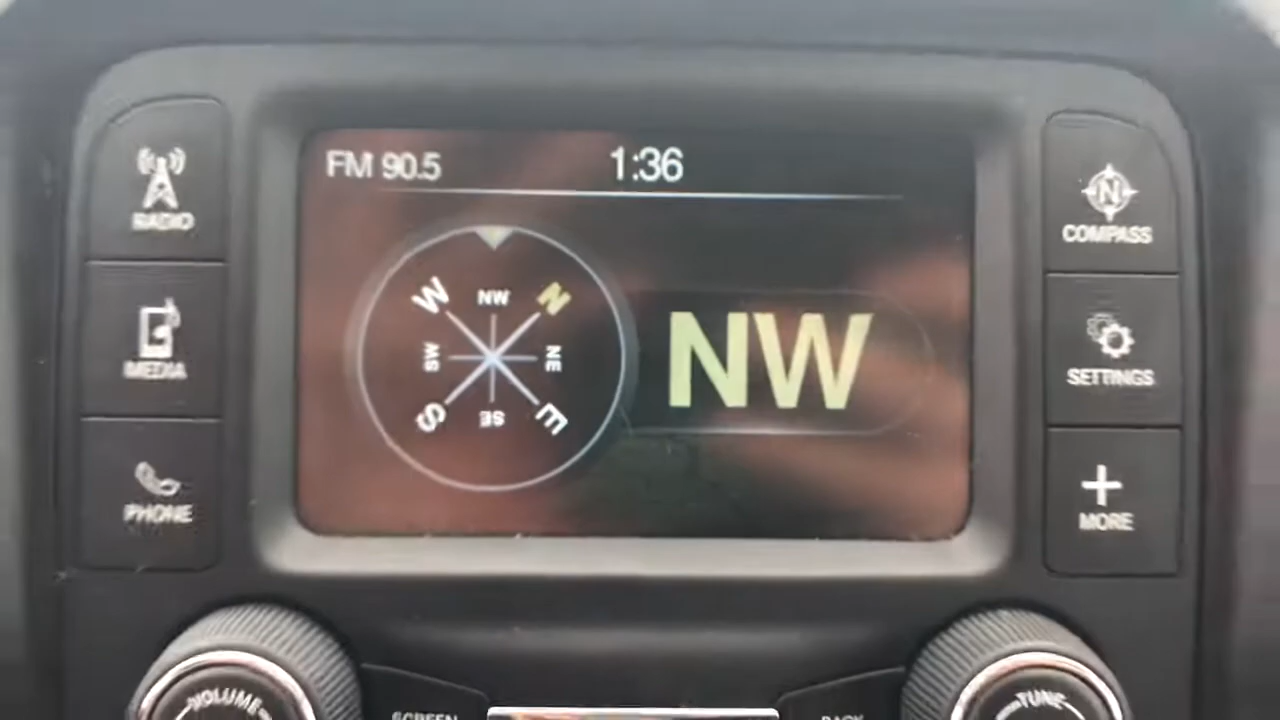 FM 90.5
1:36
RADIO
COMPASS
N
W
NW
N
SW
NE
S
SE
E
NW
MEDIA
SETTINGS
PHONE
MORE
VOLUME
SCREEN
BACK
TUNE